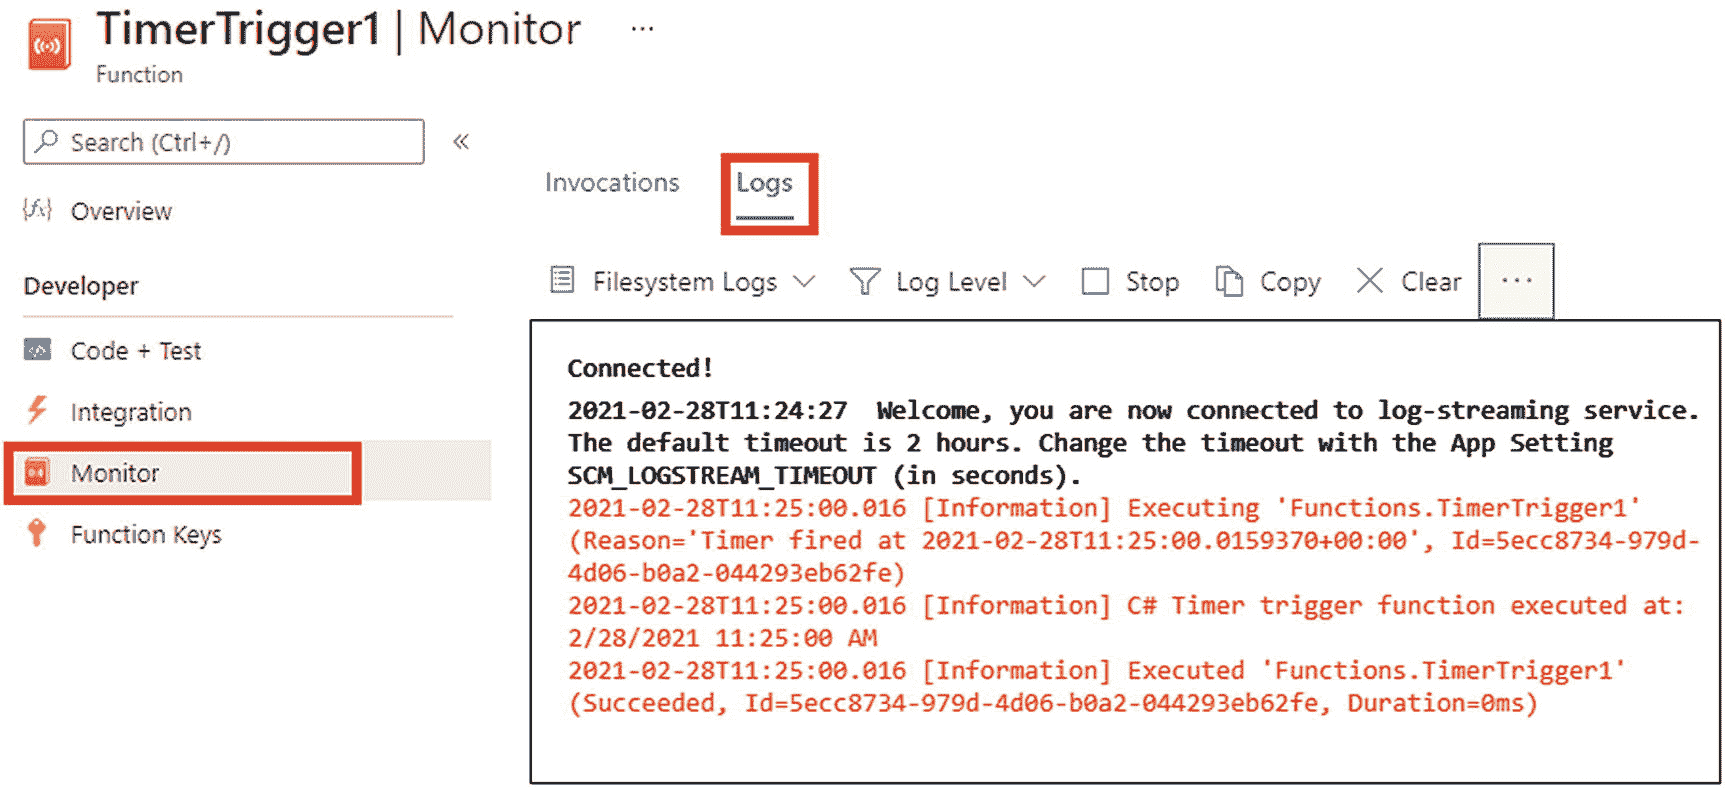 TimerTrigger1 | Monitor ...
Function
Search (Ctrl+/)
«
Overview
Developer
Code + Test
Integration
Monitor
Function Keys
Invocations
Logs
Filesystem Logs
Log Level
Stop
Copy
Clear
...
Connected!
2021-02-28T11:24:27  Welcome, you are now connected to log-streaming service.
The default timeout is 2 hours. Change the timeout with the App Setting
SCM_LOGSTREAM_TIMEOUT (in seconds).
2021-02-28T11:25:00.016 [Information] Executing 'Functions.TimerTrigger1'
(Reason='Timer fired at 2021-02-28T11:25:00.0159370+00:00', Id=5ecc8734-979d-
4d06-b0a2-044293eb62fe)
2021-02-28T11:25:00.016 [Information] C# Timer trigger function executed at:
2/28/2021 11:25:00 AM
2021-02-28T11:25:00.016 [Information] Executed 'Functions.TimerTrigger1'
(Succeeded, Id=5ecc8734-979d-4d06-b0a2-044293eb62fe, Duration=0ms)